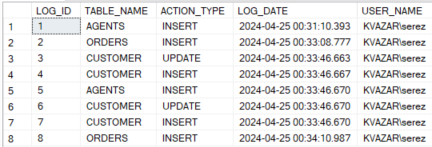 LOG_ID TABLE_NAME ACTION_TYPE LOG_DATE USER_NAME
1 1 AGENTS INSERT 2024-04-25 00:31:10.393 KVAZAR\serez
2 2 ORDERS INSERT 2024-04-25 00:33:08.777 KVAZAR\serez
3 3 CUSTOMER UPDATE 2024-04-25 00:33:46.663 KVAZAR\serez
4 4 CUSTOMER INSERT 2024-04-25 00:33:46.667 KVAZAR\serez
5 5 AGENTS INSERT 2024-04-25 00:33:46.670 KVAZAR\serez
6 6 CUSTOMER UPDATE 2024-04-25 00:33:46.670 KVAZAR\serez
7 7 CUSTOMER INSERT 2024-04-25 00:33:46.670 KVAZAR\serez
8 8 ORDERS INSERT 2024-04-25 00:34:10.987 KVAZAR\serez